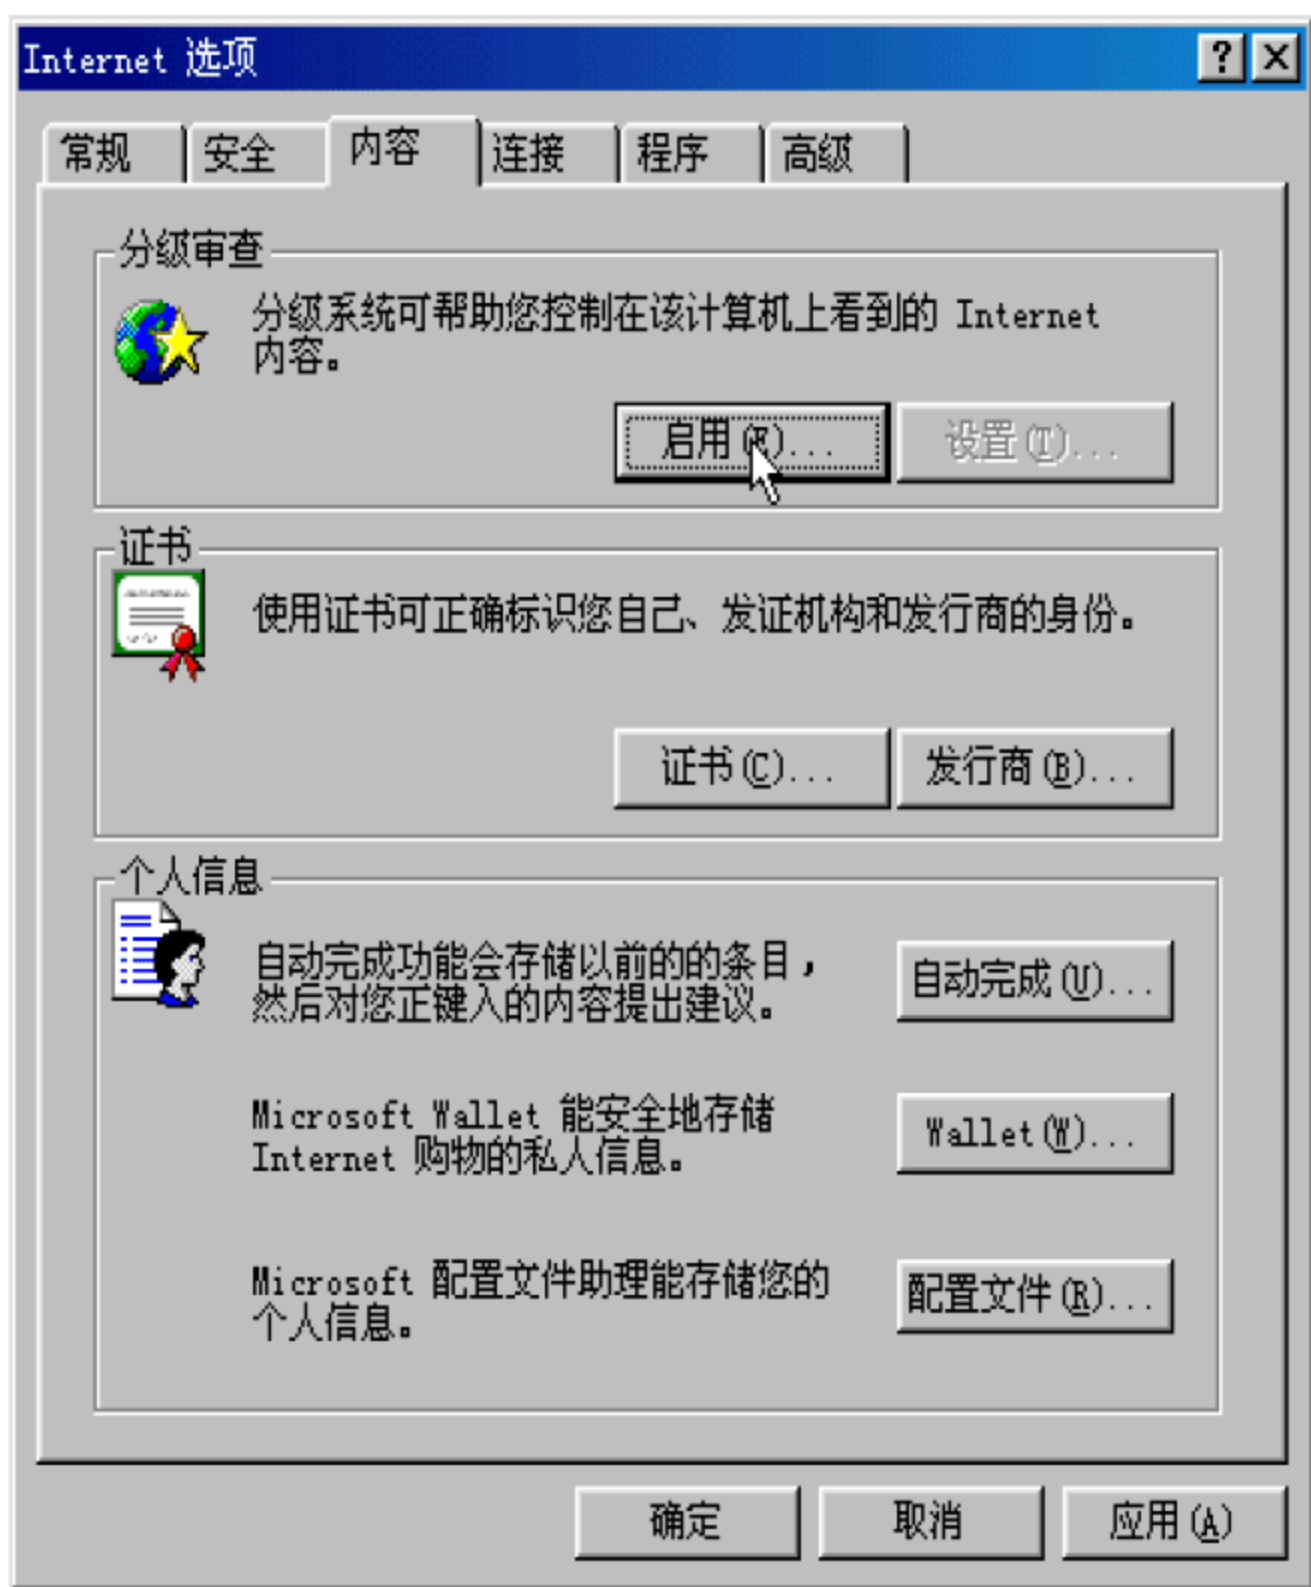 Internet 选项
常规 安全 内容 连接 程序 高级
分级审查
分级系统可帮助您控制在该计算机上看到的 Internet
内容。
启用(E)... 设置(T)...
证书
使用证书可正确标识您自己、发证机构和发行商的身份。
证书(C)... 发行商(B)...
个人信息
自动完成功能会存储以前的的条目，
然后对您正键入的内容提出建议。
自动完成(U)...
Microsoft Wallet 能安全地存储
Internet 购物的私人信息。
Wallet(W)...
Microsoft 配置文件助理能存储您的
个人信息。
配置文件(R)...
确定 取消 应用(A)